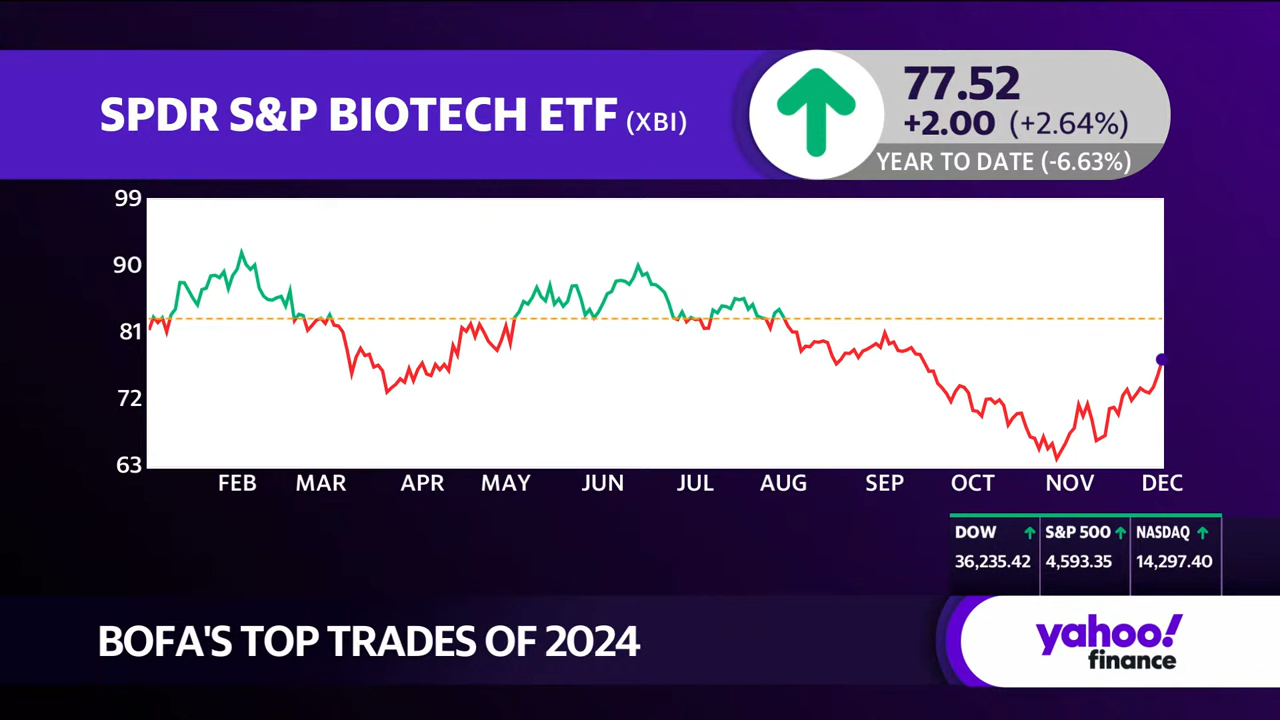 SPDR S&P BIOTECH ETF (XBI)
77.52
+2.00 (+2.64%)
YEAR TO DATE (-6.63%)
99
90
81
72
63
FEB MAR APR MAY JUN JUL AUG SEP OCT NOV DEC
DOW S&P 500 NASDAQ
36,235.42 4,593.35 14,297.40
BOFA'S TOP TRADES OF 2024
yahoo!
finance